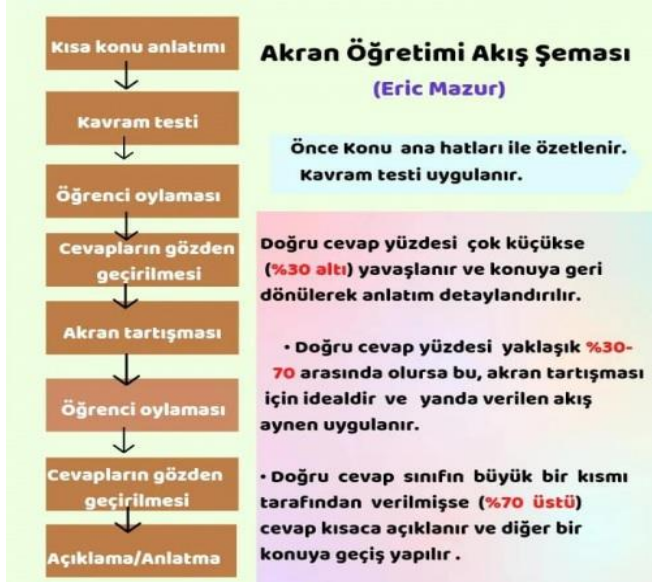 Kısa konu anlatımı
Kavram testi
Öğrenci oylaması
Cevapların gözden
geçirilmesi
Akran tartışması
Öğrenci oylaması
Cevapların gözden
geçirilmesi
Açıklama/Anlatma
Akran Öğretimi Akış Şeması
(Eric Mazur)
Önce Konu ana hatları ile özetlenir.
Kavram testi uygulanır.
Doğru cevap yüzdesi çok küçükse
(%30 altı) yavaşlanır ve konuya geri
dönülerek anlatım detaylandırılır.
• Doğru cevap yüzdesi yaklaşık %30-
70 arasında olursa bu, akran tartışması
için idealdir ve yanda verilen akış
aynen uygulanır.
• Doğru cevap sınıfın büyük bir kısmı
tarafından verilmişse (%70 üstü)
cevap kısaca açıklanır ve diğer bir
konuya geçiş yapılır .